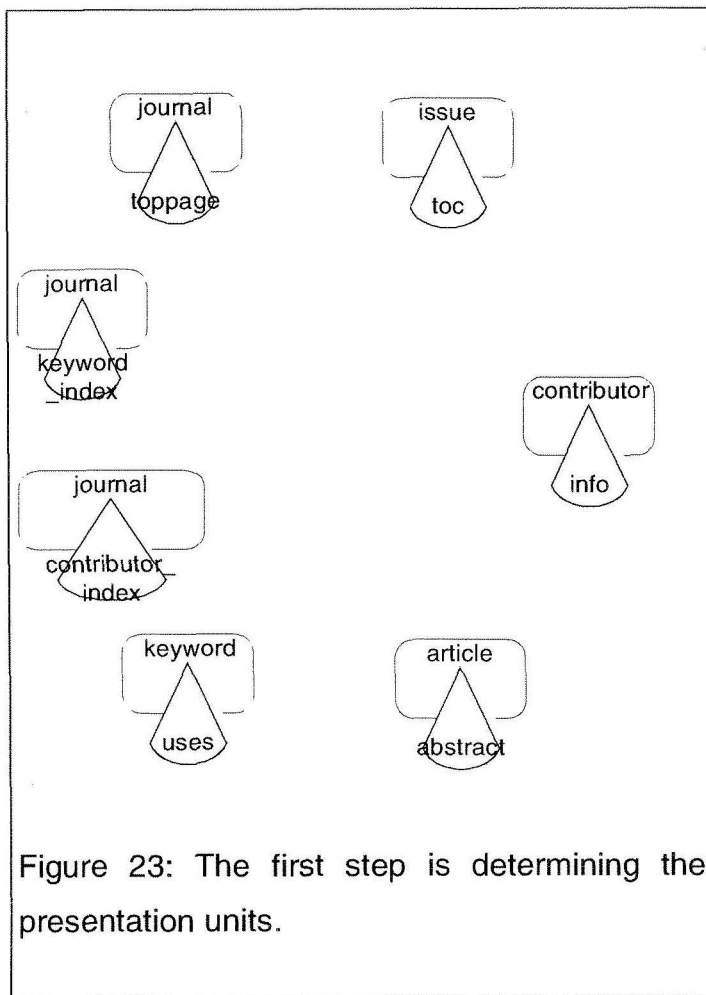 journal
toppage
issue
toc
journal
keyword
_index
contributor
info
journal
contributor_
index
keyword
uses
article
abstract
Figure 23: The first step is determining the
presentation units.